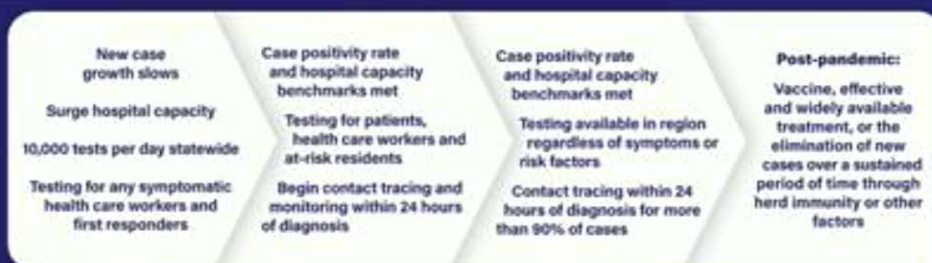 New case
growth slows
Surge hospital capacity
10,000 tests per day statewide
Testing for any symptomatic
health care workers and
first responders
Case positivity rate
and hospital capacity
benchmarks met
Testing for patients,
health care workers and
at-risk residents
Begin contact tracing and
monitoring within 24 hours
of diagnosis
Case positivity rate
and hospital capacity
benchmarks met
Testing available in region
regardless of symptoms or
risk factors
Contact tracing within 24
hours of diagnosis for more
than 90% of cases
Post-pandemic:
Vaccine, effective
and widely available
treatment, or the
elimination of new
cases over a sustained
period of time through
herd immunity or other
factors